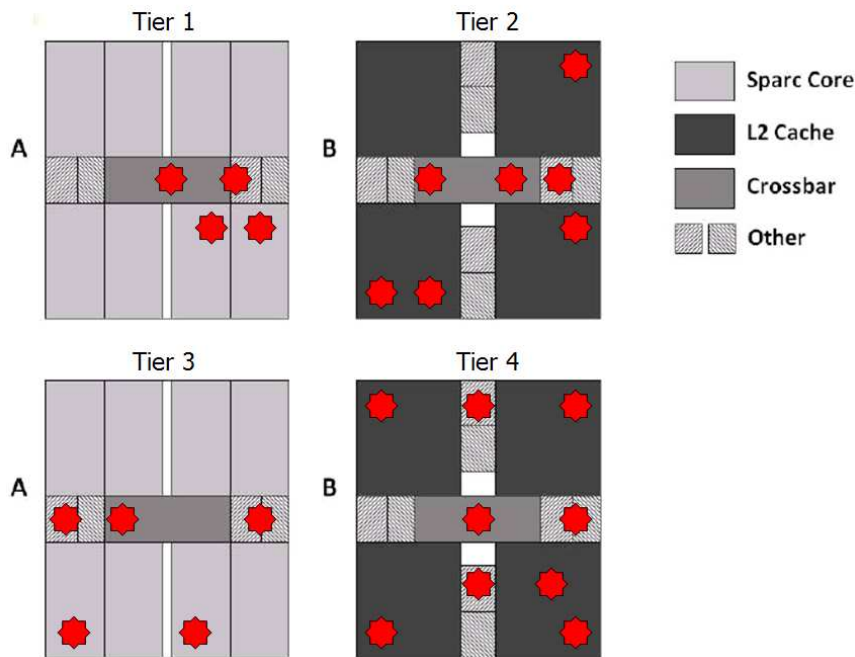 Tier 1
Tier 2
A
B
Sparc Core
L2 Cache
Crossbar
Other
Tier 3
Tier 4
A
B